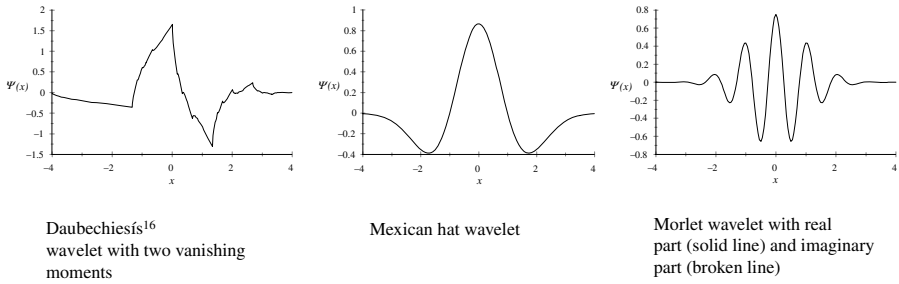 2
1.5
1
0.5
0
−0.5
−1
−1.5
Ψ(x)
−4 −2 0 2 4
x
1
0.8
0.6
0.4
0.2
0
−0.2
−0.4
Ψ(x)
−4 −2 0 2 4
x
0.8
0.6
0.4
0.2
0
−0.2
−0.4
−0.6
−0.8
Ψ(x)
−4 −2 0 2 4
x
Daubechiesís16
wavelet with two vanishing
moments
Mexican hat wavelet
Morlet wavelet with real
part (solid line) and imaginary
part (broken line)